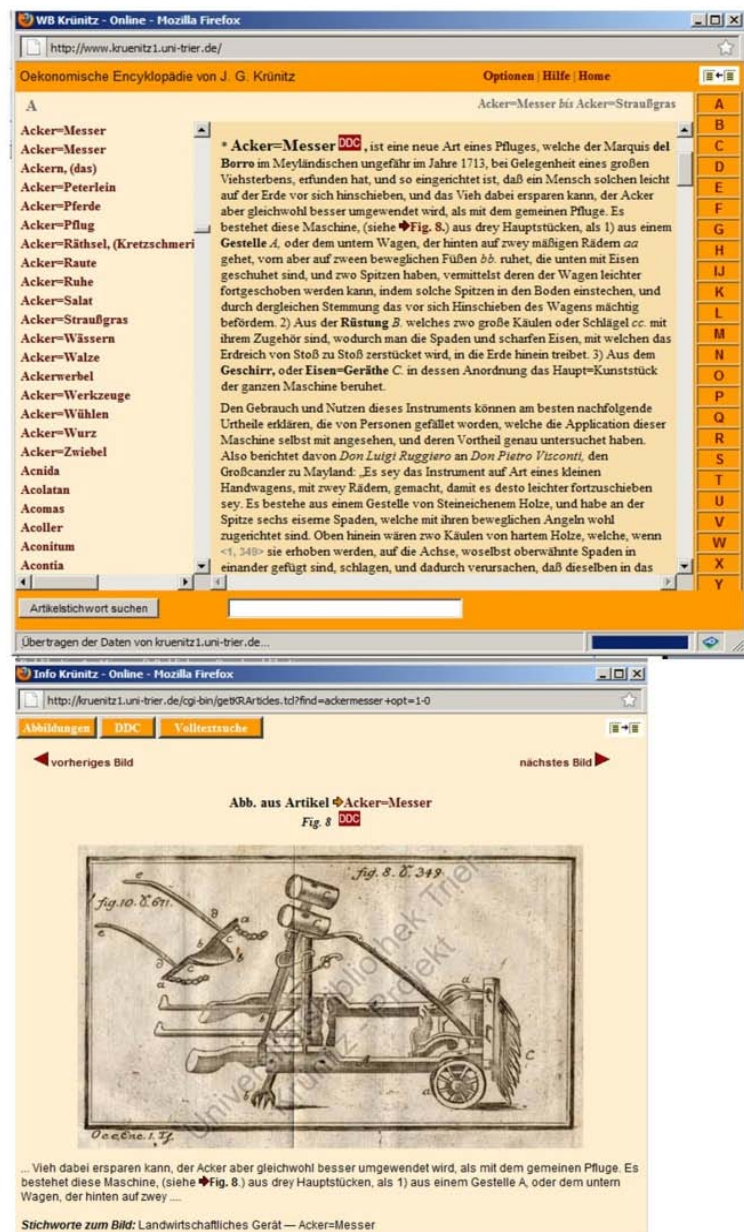 WB Krünitz - Online - Mozilla Firefox
http://www.kruenitz1.uni-trier.de/
Oekonomische Encyklopädie von J. G. Krünitz
Optionen | Hilfe | Home
A
Acker=Messer bis Acker=Straußgras
Acker=Messer
Acker=Messer
Ackern, (das)
Acker=Peterlein
Acker=Pferde
Acker=Pflug
Acker=Räthsel, (Kretzschmeri
Acker=Raute
Acker=Ruhe
Acker=Salat
Acker=Straußgras
Acker=Wässern
Acker=Walze
Ackerwerbel
Acker=Werkzeuge
Acker=Wühlen
Acker=Wurz
Acker=Zwiebel
Acnida
Acolatan
Acomas
Acoller
Aconitum
Acontia
* Acker=Messer DDC , ist eine neue Art eines Pfluges, welche der Marquis del
Borro im Meyländischen ungefähr im Jahre 1713, bei Gelegenheit eines großen
Viehsterbens, erfunden hat, und so eingerichtet ist, daß ein Mensch solchen leicht
auf der Erde vor sich hinschieben, und das Vieh dabei ersparen kann, der Acker
aber gleichwohl besser umgewendet wird, als mit dem gemeinen Pfluge. Es
bestehet diese Maschine, (siehe Fig. 8.) aus drey Hauptstücken, als 1) aus einem
Gestelle A, oder dem untern Wagen, der hinten auf zwey mäßigen Rädern aa
gehet, vorn aber auf zween beweglichen Füßen bb. ruhet, die unten mit Eisen
geschuhet sind, und zwo Spitzen haben, vermittelst deren der Wagen leichter
fortgeschoben werden kann, indem solche Spitzen in den Boden einstechen, und
durch dergleichen Stemmung das vor sich Hinschieben des Wagens mächtig
befördern. 2) Aus der Rüstung B. welches zwo große Käulen oder Schlägel cc. mit
ihrem Zugehör sind, wodurch man die Spaden und scharfen Eisen, mit welchen das
Erdreich von Stoß zu Stoß zerstücket wird, in die Erde hinein treibet. 3) Aus dem
Geschirr, oder Eisen=Geräthe C. in dessen Anordnung das Haupt=Kunststück
der ganzen Maschine beruhet.
Den Gebrauch und Nutzen dieses Instruments können am besten nachfolgende
Urtheile erklären, die von Personen gefället worden, welche die Application dieser
Maschine selbst mit angesehen, und deren Vortheil genau untersuchet haben.
Also berichtet davon Don Luigi Ruggiero an Don Pietro Visconti, den
Großcanzler zu Mayland: „Es sey das Instrument auf Art eines kleinen
Handwagens, mit zwey Rädern, gemacht, damit es desto leichter fortzuschieben
sey. Es bestehe aus einem Gestelle von Steineichenem Holze, und habe an der
Spitze sechs eiserne Spaden, welche mit ihren beweglichen Angeln wohl
zugerichtet sind. Oben hinein wären zwo Käulen von hartem Holze, welche, wenn
<1, 349> sie erhoben werden, auf die Achse, woselbst oberwähnte Spaden in
einander gefügt sind, schlagen, und dadurch verursachen, daß dieselben in das
A
B
C
D
E
F
G
H
IJ
K
L
M
N
O
P
Q
R
S
T
U
V
W
X
Y
Artikelstichwort suchen
Übertragen der Daten von kruenitz1.uni-trier.de...
Info Krünitz - Online - Mozilla Firefox
http://kruenitz1.uni-trier.de/cgi-bin/getKRArticles.tcl?find=ackermesser+opt=1-0
Abbildungen DDC Volltextsuche
vorheriges Bild
nächstes Bild
Abb. aus Artikel Acker=Messer
Fig. 8 DDC
fig. 8. S. 349.
fig. 10. S. 671.
e
e
g
a
b
c
a
B
A
b
a
a
C
Universitätsbibliothek Trier
Krünitz - Projekt
Oec. Enc. I. Th.
... Vieh dabei ersparen kann, der Acker aber gleichwohl besser umgewendet wird, als mit dem gemeinen Pfluge. Es
bestehet diese Maschine, (siehe Fig. 8.) aus drey Hauptstücken, als 1) aus einem Gestelle A, oder dem untern
Wagen, der hinten auf zwey ....
Stichworte zum Bild: Landwirtschaftliches Gerät — Acker=Messer